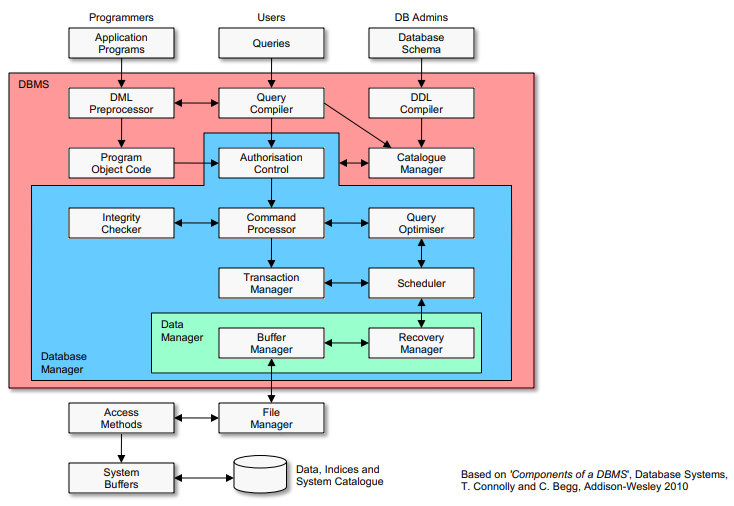 Programmers
Users
DB Admins
Application
Programs
Queries
Database
Schema
DBMS
DML
Preprocessor
Query
Compiler
DDL
Compiler
Program
Object Code
Authorisation
Control
Catalogue
Manager
Integrity
Checker
Command
Processor
Query
Optimiser
Transaction
Manager
Scheduler
Data
Manager
Buffer
Manager
Recovery
Manager
Database
Manager
Access
Methods
File
Manager
System
Buffers
Data, Indices and
System Catalogue
Based on 'Components of a DBMS', Database Systems,
T. Connolly and C. Begg, Addison-Wesley 2010